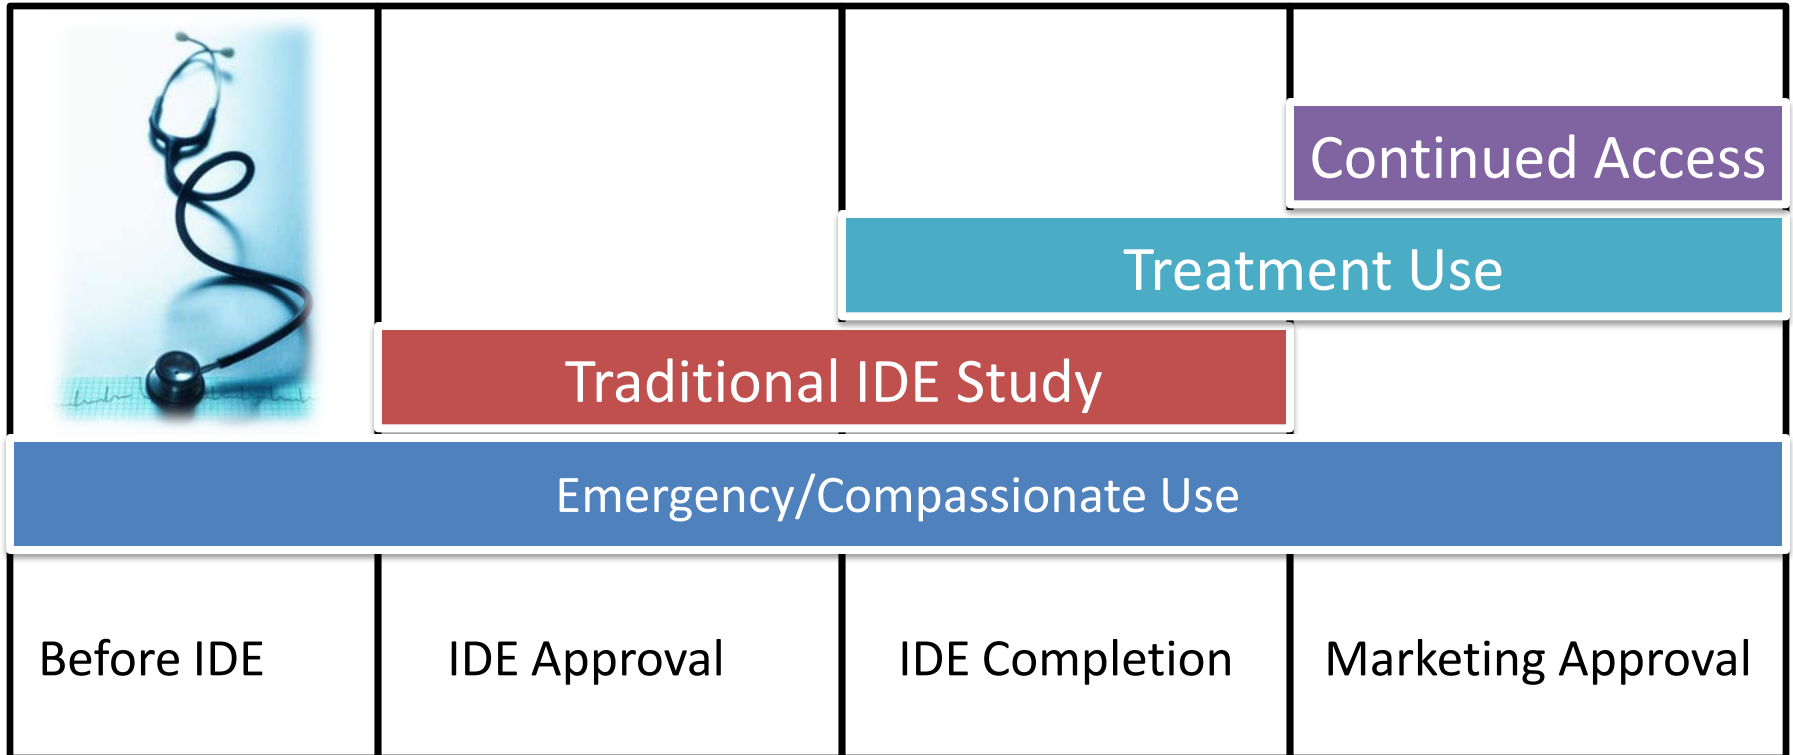 Continued Access
Treatment Use
Traditional IDE Study
Emergency/Compassionate Use
Before IDE
IDE Approval
IDE Completion
Marketing Approval